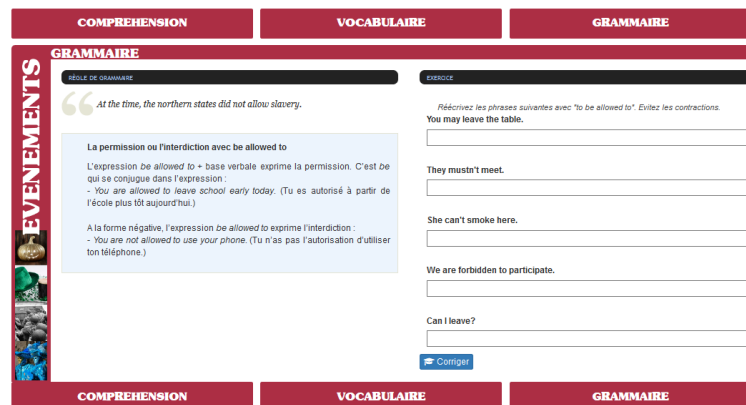 COMPREHENSION
VOCABULAIRE
GRAMMAIRE
EVENEMENTS
GRAMMAIRE
RÈGLE DE GRAMMAIRE
At the time, the northern states did not allow slavery.
La permission ou l'interdiction avec be allowed to
L'expression be allowed to + base verbale exprime la permission. C'est be
qui se conjugue dans l'expression :
- You are allowed to leave school early today. (Tu es autorisé à partir de
l'école plus tôt aujourd'hui.)
A la forme négative, l'expression be allowed to exprime l'interdiction :
- You are not allowed to use your phone. (Tu n'as pas l'autorisation d'utiliser
ton téléphone.)
EXERCICE
Réécrivez les phrases suivantes avec "to be allowed to". Evitez les contractions.
You may leave the table.
They mustn't meet.
She can't smoke here.
We are forbidden to participate.
Can I leave?
Corriger
COMPREHENSION
VOCABULAIRE
GRAMMAIRE